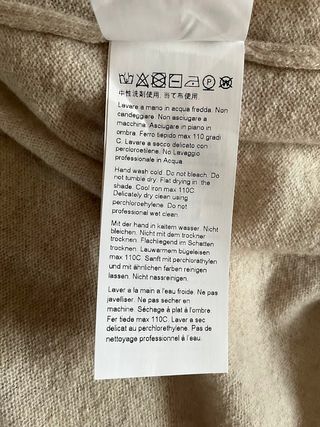 中性洗剤使用. 当て布使用.
Lavare a mano in acqua fredda. Non
candeggiare. Non asciugare a
macchina. Asciugare in piano in
ombra. Ferro tiepido max 110 gradi
C. Lavare a secco delicato con
percloroetilene. No Lavaggio
professionale in Acqua
Hand wash cold. Do not bleach. Do
not tumble dry. Flat drying in the
shade. Cool iron max 110C.
Delicately dry clean using
perchloroehylene. Do not
professional wet clean.
Mit der hand in kaltem wasser. Nicht
bleichen. Nicht mit dem trommel
trocknen. Flachliegend im Schatten
trocknen. Lauwarmem bügeleisen
max 110C. Sanft mit perchlorathylen
und mit ähnlichen farben reinigen
lassen. Nicht nassreinigen.
Laver a la main a l'eau froide. Ne pas
javelliser. Ne pas secher en
machine. Séchage à plat à l'ombre
Fer tiede max 110C. Laver a sec
délicat au perchlorethylene. Pas de
nettoyage professionnel a l'eau.